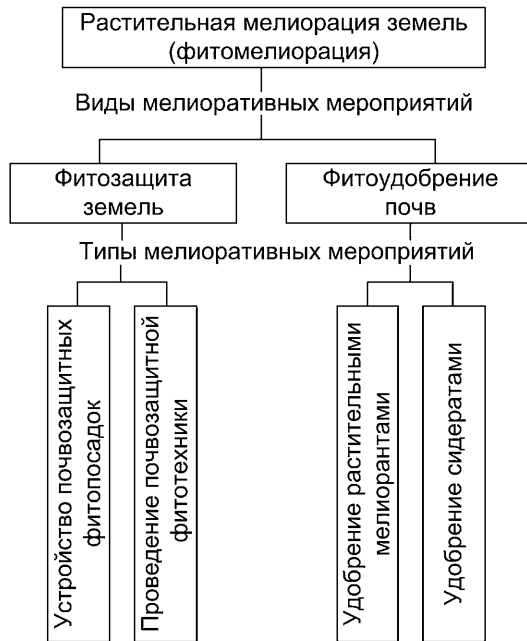 Растительная мелиорация земель
(фитомелиорация)
Виды мелиоративных мероприятий
Фитозащита
земель
Фитоудобрение
почв
Типы мелиоративных мероприятий
Устройство почвозащитных
фитопосадок
Проведение почвозащитной
фитотехники
Удобрение растительными
мелиорантами
Удобрение сидератами